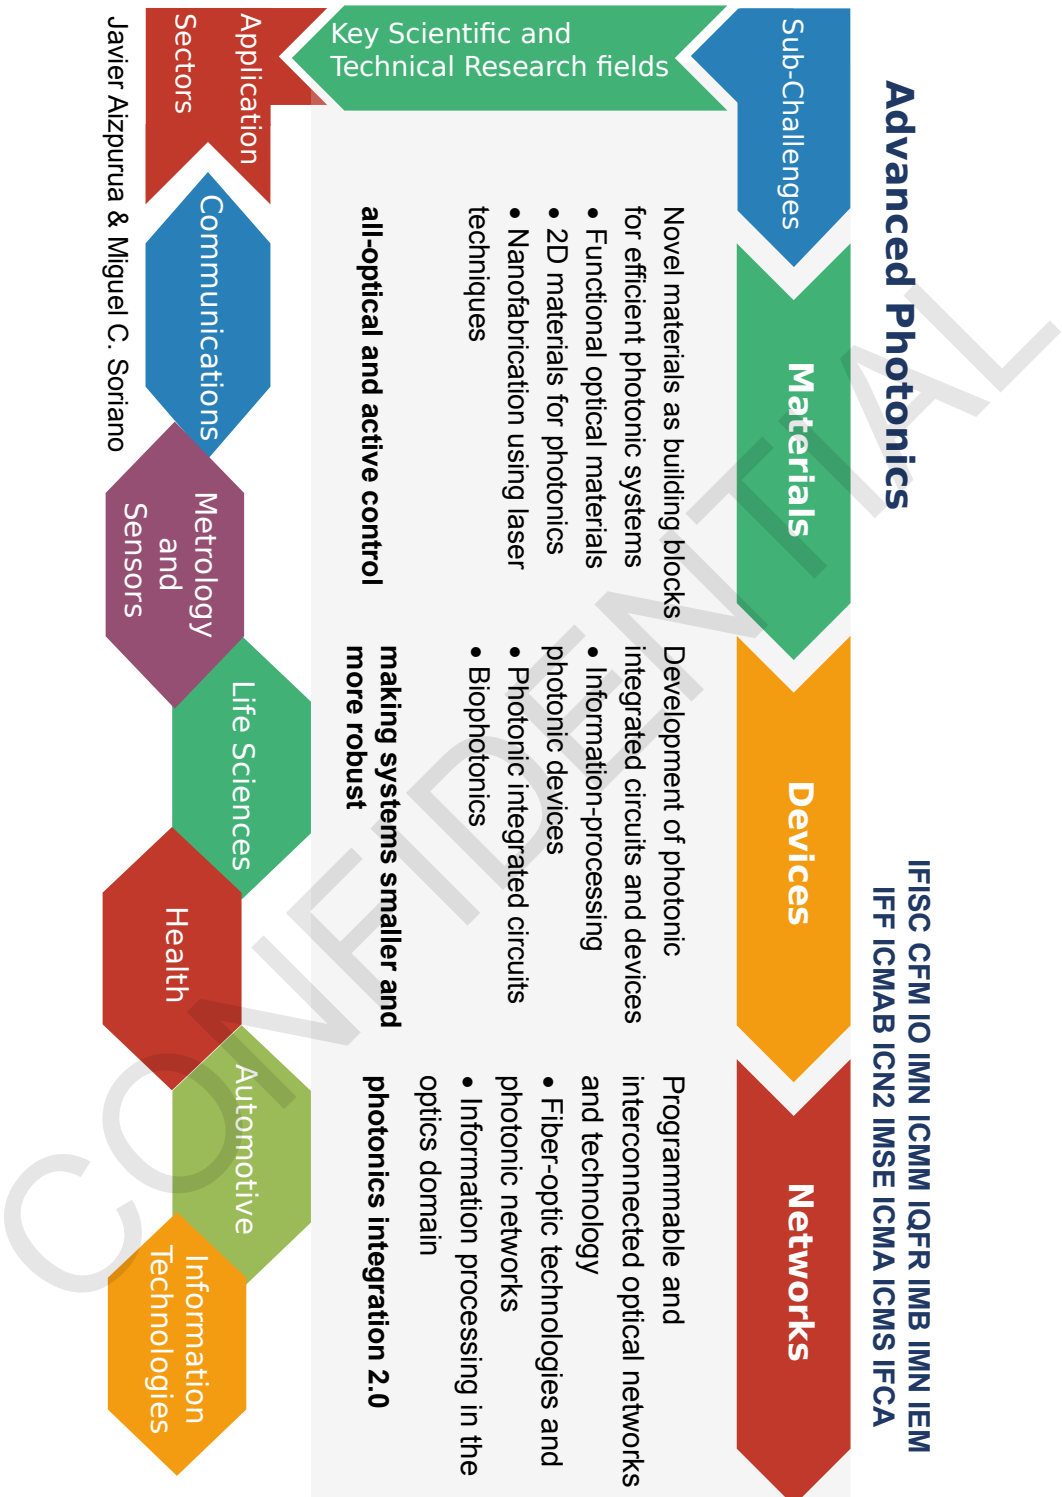 Advanced Photonics
IFISC CFM IO IMN ICMM IQFR IMB IMN IEM
IFF ICMAB ICN2 IMSE ICMA ICMS IFCA
Sub-Challenges
Materials
Devices
Networks
Key Scientific and
Technical Research fields
Novel materials as building blocks
for efficient photonic systems
• Functional optical materials
• 2D materials for photonics
• Nanofabrication using laser
techniques
all-optical and active control
Development of photonic
integrated circuits and devices
• Information-processing
photonic devices
• Photonic integrated circuits
• Biophotonics
making systems smaller and
more robust
Programmable and
interconnected optical networks
and technology
• Fiber-optic technologies and
photonic networks
• Information processing in the
optics domain
photonics integration 2.0
Application
Sectors
Communications
Metrology
and
Sensors
Life Sciences
Health
Automotive
Information
Technologies
Javier Aizpurua & Miguel C. Soriano
CONFIDENTIAL